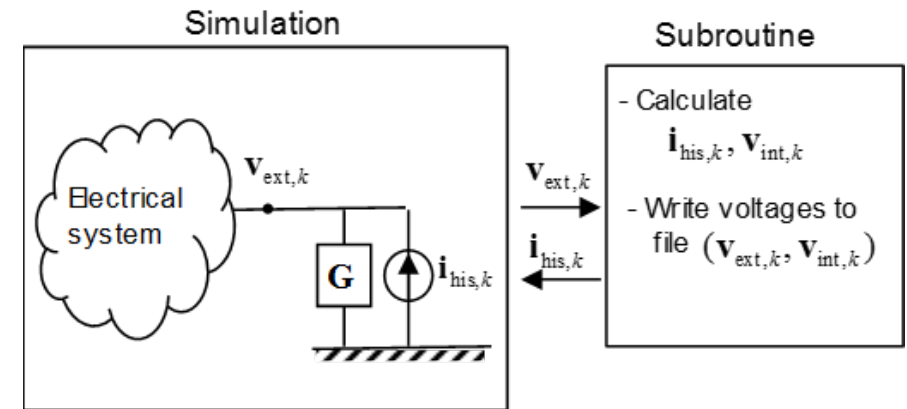 Simulation
Subroutine
Electrical
system
v_ext,k
G
i_his,k
v_ext,k
i_his,k
- Calculate
i_his,k, v_int,k
- Write voltages to
file (v_ext,k, v_int,k)